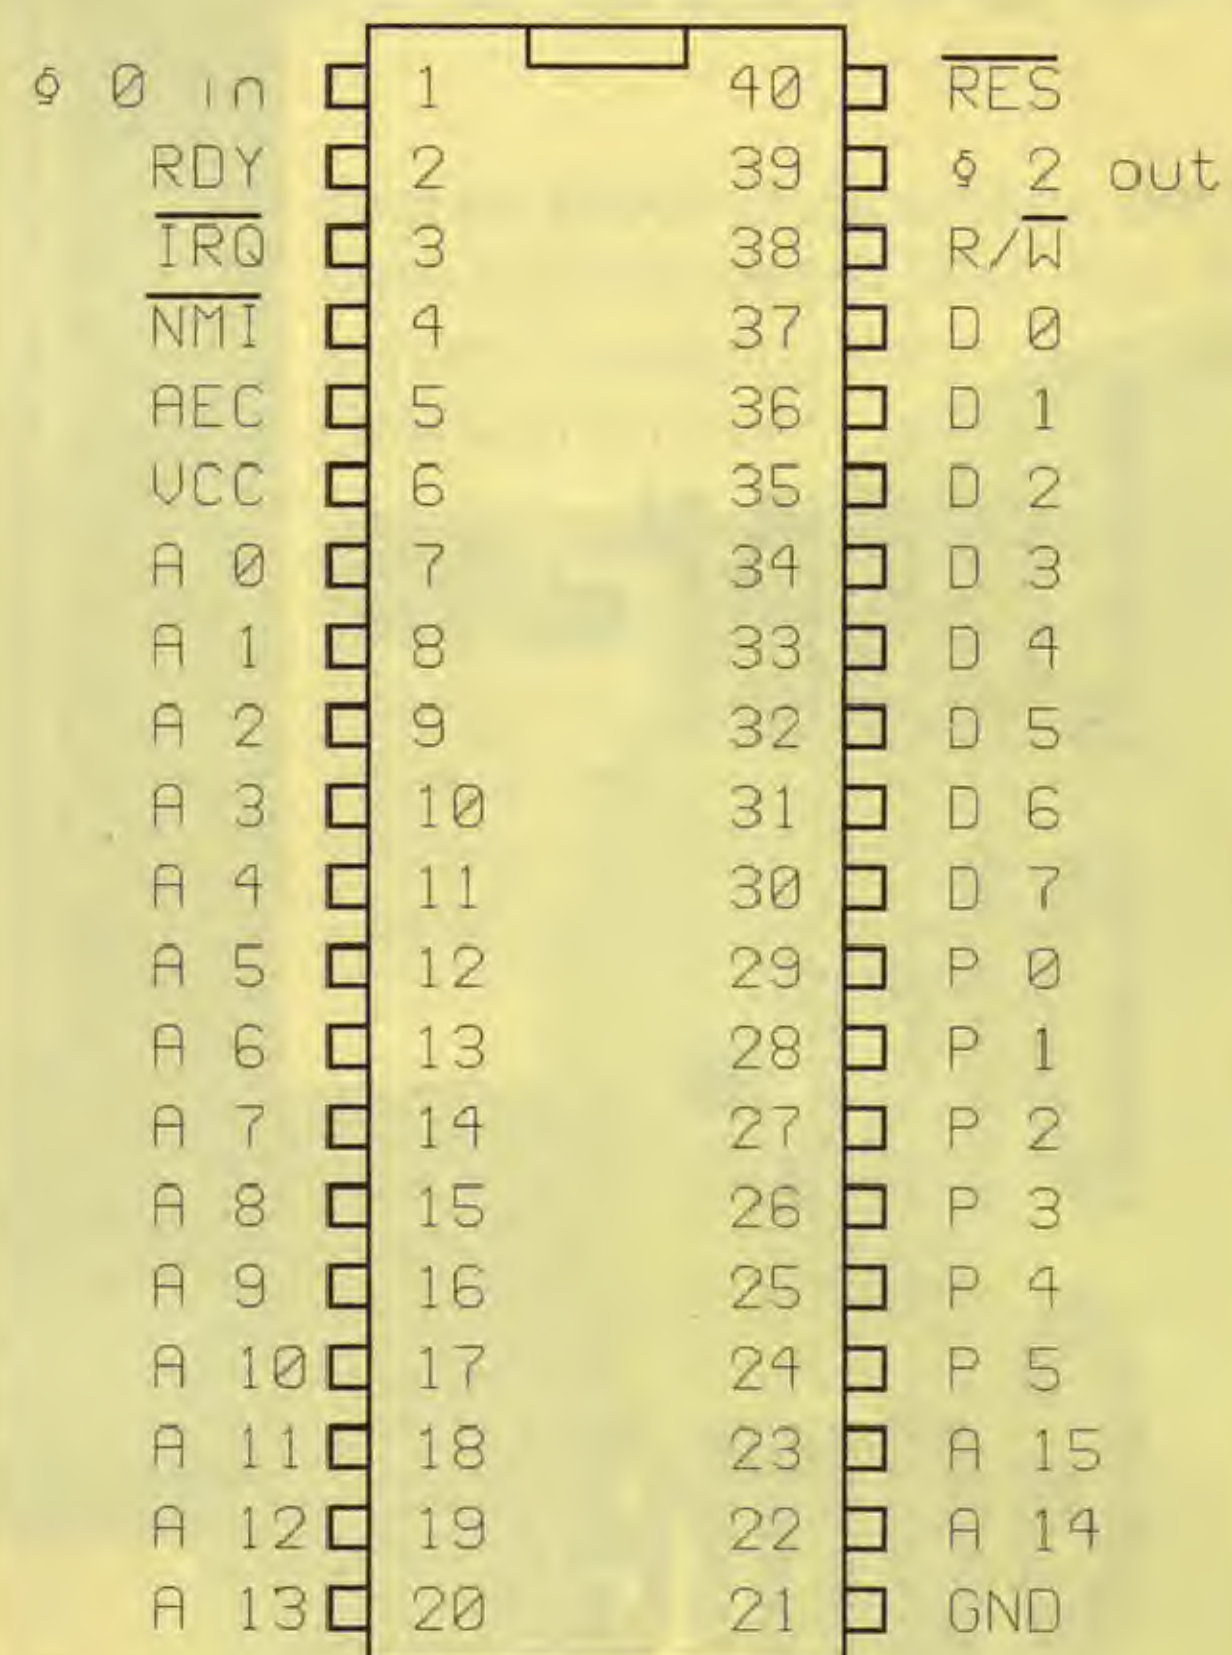 ϕ 0 in 1 40 R̅E̅S̅
RDY 2 39 ϕ 2 out
I̅R̅Q̅ 3 38 R/W̅
N̅M̅I̅ 4 37 D 0
AEC 5 36 D 1
VCC 6 35 D 2
A 0 7 34 D 3
A 1 8 33 D 4
A 2 9 32 D 5
A 3 10 31 D 6
A 4 11 30 D 7
A 5 12 29 P 0
A 6 13 28 P 1
A 7 14 27 P 2
A 8 15 26 P 3
A 9 16 25 P 4
A 10 17 24 P 5
A 11 18 23 A 15
A 12 19 22 A 14
A 13 20 21 GND